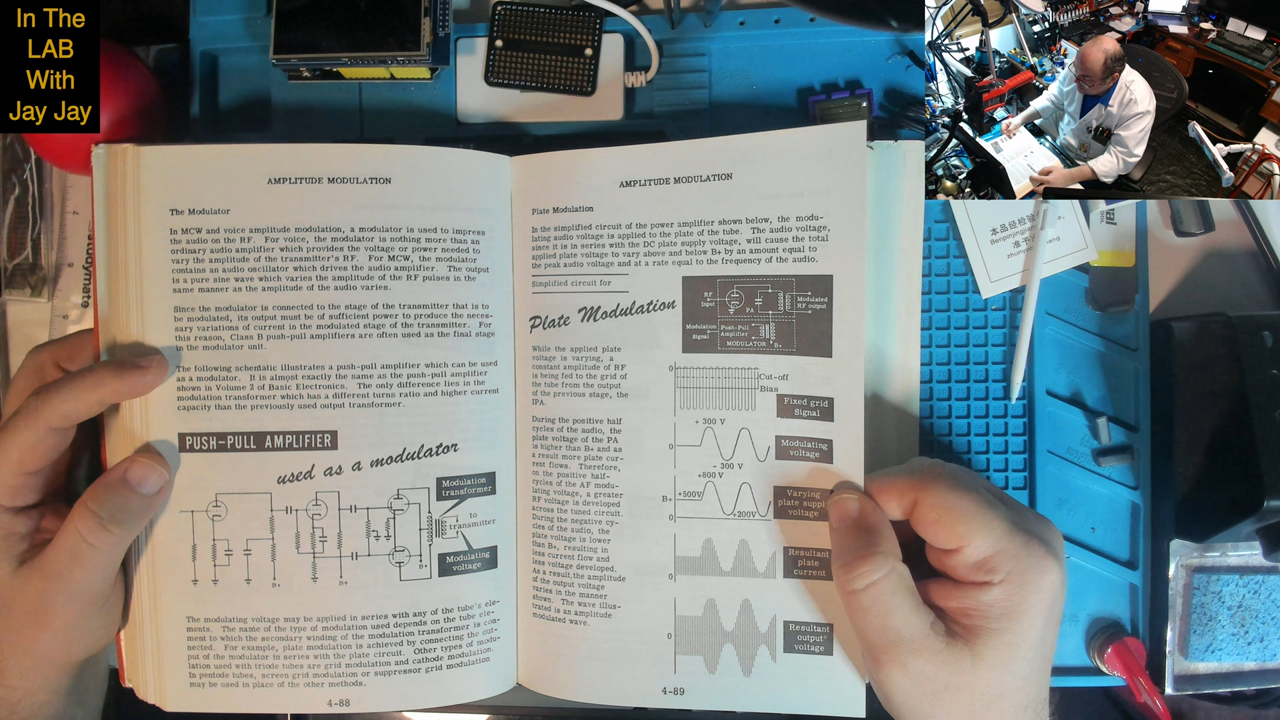 In The
LAB
With
Jay Jay
AMPLITUDE MODULATION
The Modulator
In MCW and voice amplitude modulation, a modulator is used to impress
the audio on the RF. For voice, the modulator is nothing more than an
ordinary audio amplifier which provides the voltage or power needed to
vary the amplitude of the transmitter's RF. For MCW, the modulator
contains an audio oscillator which drives the audio amplifier. The output
is a pure sine wave which varies the amplitude of the RF pulses in the
same manner as the amplitude of the audio varies.
Since the modulator is connected to the stage of the transmitter that is to
be modulated, its output must be of sufficient power to produce the neces-
sary variations of current in the modulated stage of the transmitter. For
this reason, Class B push-pull amplifiers are often used as the final stage
in the modulator unit.
The following schematic illustrates a push-pull amplifier which can be used
as a modulator. It is almost exactly the same as the push-pull amplifier
shown in Volume 2 of Basic Electronics. The only difference lies in the
modulation transformer which has a different turns ratio and higher current
capacity than the previously used output transformer.
PUSH-PULL AMPLIFIER
used as a modulator
Modulation
transformer
to
transmitter
Modulating
voltage
B+
B+
B+
The modulating voltage may be applied in series with any of the tube's ele-
ments. The name of the type of modulation used depends on the tube ele-
ment to which the secondary winding of the modulation transformer is con-
nected. For example, plate modulation is achieved by connecting the out-
put of the modulator in series with the plate circuit. Other types of modu-
lation used with triode tubes are grid modulation and cathode modulation.
In pentode tubes, screen grid modulation or suppressor grid modulation
may be used in place of the other methods.
4-88
AMPLITUDE MODULATION
Plate Modulation
In the simplified circuit of the power amplifier shown below, the modu-
lating audio voltage is applied to the plate of the tube. The audio voltage,
since it is in series with the DC plate supply voltage, will cause the total
applied plate voltage to vary above and below B+ by an amount equal to
the peak audio voltage and at a rate equal to the frequency of the audio.
Simplified circuit for
Plate Modulation
RF
Input
PA
Modulated
RF output
Modulation
Signal
Push-Pull
Amplifier
MODULATOR
B+
While the applied plate
voltage is varying, a
constant amplitude of RF
is being fed to the grid of
the tube from the output
of the previous stage, the
IPA.
During the positive half
cycles of the audio, the
plate voltage of the PA
is higher than B+ and as
a result more plate cur-
rent flows. Therefore,
on the positive half-
cycles of the AF modu-
lating voltage, a greater
RF voltage is developed
across the tuned circuit.
During the negative cy-
cles of the audio, the
plate voltage is lower
than B+, resulting in
less current flow and
less voltage developed.
As a result, the amplitude
of the output voltage
varies in the manner
shown. The wave illus-
trated is an amplitude
modulated wave.
0
Cut-off
Bias
Fixed grid
Signal
+ 300 V
0
- 300 V
Modulating
voltage
+800 V
B+
+500V
+200V
0
Varying
plate supply
voltage
0
Resultant
plate
current
0
Resultant
output
voltage
4-89
本品经检验
Benpinjingji
准予
zhuny
studymate